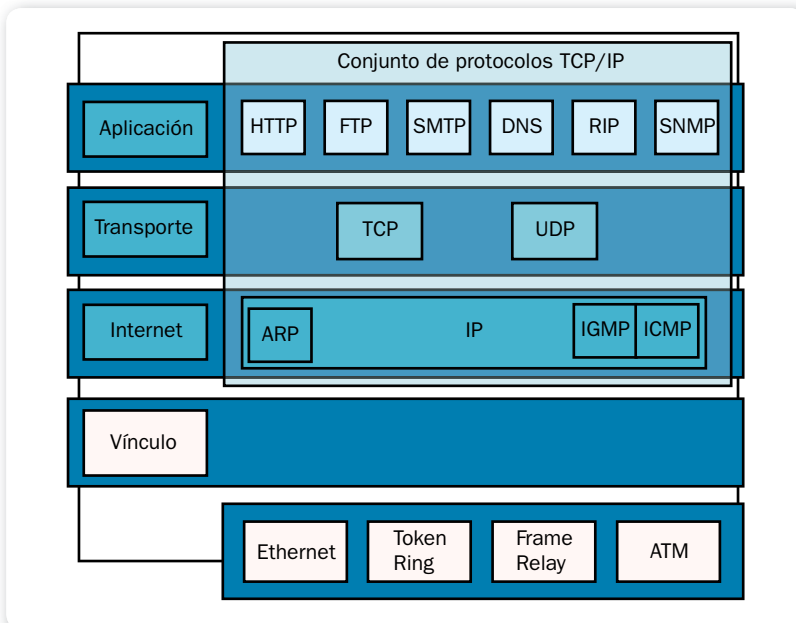 Conjunto de protocolos TCP/IP
Aplicación
HTTP
FTP
SMTP
DNS
RIP
SNMP
Transporte
TCP
UDP
Internet
ARP
IP
IGMP
ICMP
Vínculo
Ethernet
Token
Ring
Frame
Relay
ATM